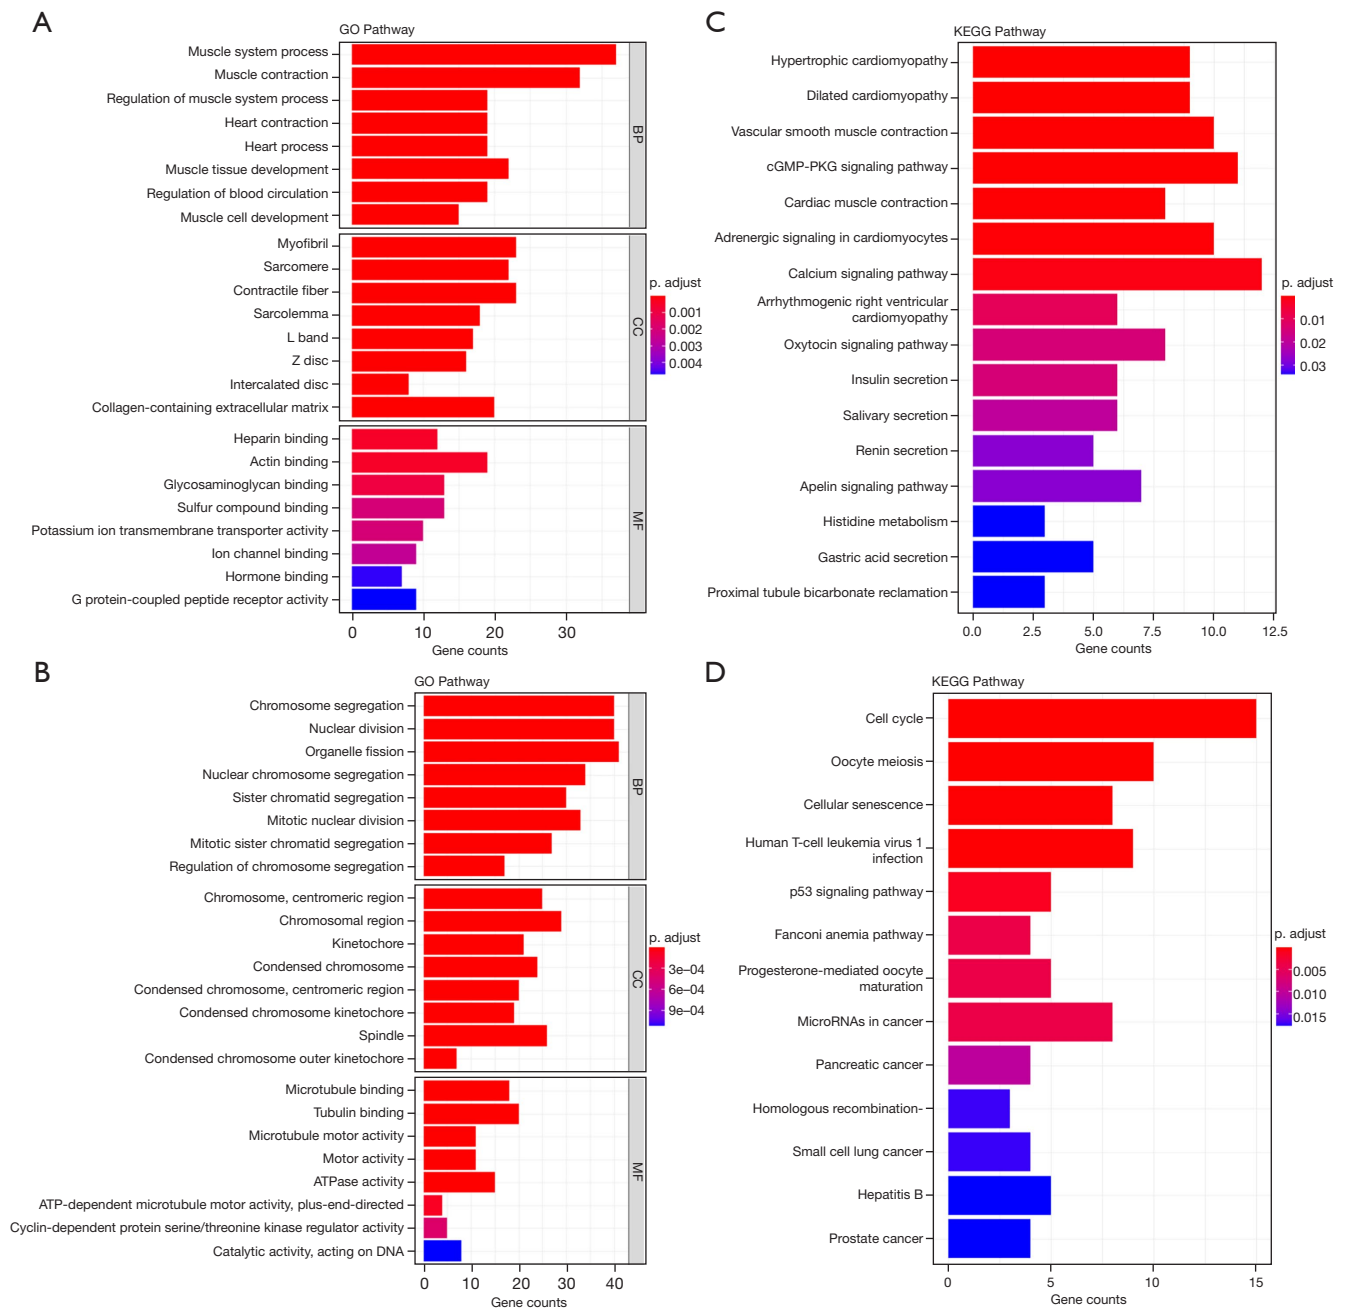 A
GO Pathway
Muscle system process
Muscle contraction
Regulation of muscle system process
Heart contraction
Heart process
Muscle tissue development
Regulation of blood circulation
Muscle cell development
BP
Myofibril
Sarcomere
Contractile fiber
Sarcolemma
L band
Z disc
Intercalated disc
Collagen-containing extracellular matrix
CC
Heparin binding
Actin binding
Glycosaminoglycan binding
Sulfur compound binding
Potassium ion transmembrane transporter activity
Ion channel binding
Hormone binding
G protein-coupled peptide receptor activity
MF
0 10 20 30
Gene counts
p. adjust
0.001
0.002
0.003
0.004
C
KEGG Pathway
Hypertrophic cardiomyopathy
Dilated cardiomyopathy
Vascular smooth muscle contraction
cGMP-PKG signaling pathway
Cardiac muscle contraction
Adrenergic signaling in cardiomyocytes
Calcium signaling pathway
Arrhythmogenic right ventricular
cardiomyopathy
Oxytocin signaling pathway
Insulin secretion
Salivary secretion
Renin secretion
Apelin signaling pathway
Histidine metabolism
Gastric acid secretion
Proximal tubule bicarbonate reclamation
0.0 2.5 5.0 7.5 10.0 12.5
Gene counts
p. adjust
0.01
0.02
0.03
B
GO Pathway
Chromosome segregation
Nuclear division
Organelle fission
Nuclear chromosome segregation
Sister chromatid segregation
Mitotic nuclear division
Mitotic sister chromatid segregation
Regulation of chromosome segregation
BP
Chromosome, centromeric region
Chromosomal region
Kinetochore
Condensed chromosome
Condensed chromosome, centromeric region
Condensed chromosome kinetochore
Spindle
Condensed chromosome outer kinetochore
CC
Microtubule binding
Tubulin binding
Microtubule motor activity
Motor activity
ATPase activity
ATP-dependent microtubule motor activity, plus-end-directed
Cyclin-dependent protein serine/threonine kinase regulator activity
Catalytic activity, acting on DNA
MF
0 10 20 30 40
Gene counts
p. adjust
3e–04
6e–04
9e–04
D
KEGG Pathway
Cell cycle
Oocyte meiosis
Cellular senescence
Human T-cell leukemia virus 1
infection
p53 signaling pathway
Fanconi anemia pathway
Progesterone-mediated oocyte
maturation
MicroRNAs in cancer
Pancreatic cancer
Homologous recombination-
Small cell lung cancer
Hepatitis B
Prostate cancer
0 5 10 15
Gene counts
p. adjust
0.005
0.010
0.015